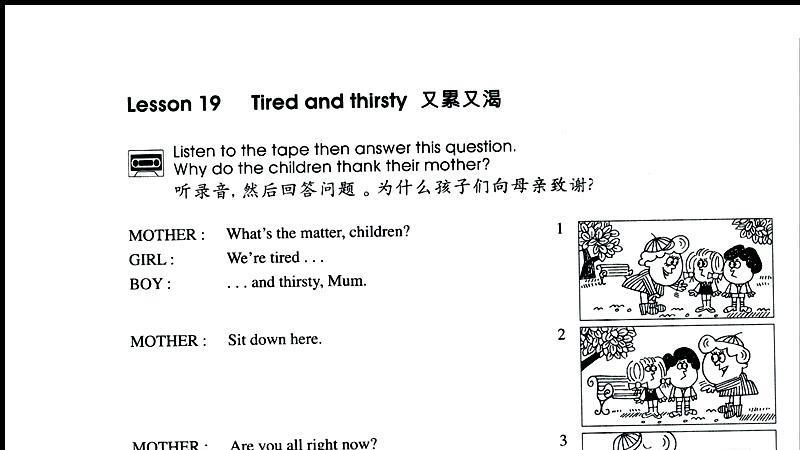 Lesson 19 Tired and thirsty 又累又渴
Listen to the tape then answer this question.
Why do the children thank their mother?
听录音，然后回答问题。为什么孩子们向母亲致谢?
MOTHER : What's the matter, children?
GIRL : We're tired . . .
BOY : . . . and thirsty, Mum.
1
MOTHER : Sit down here.
2
MOTHER : Are you all right now?
3